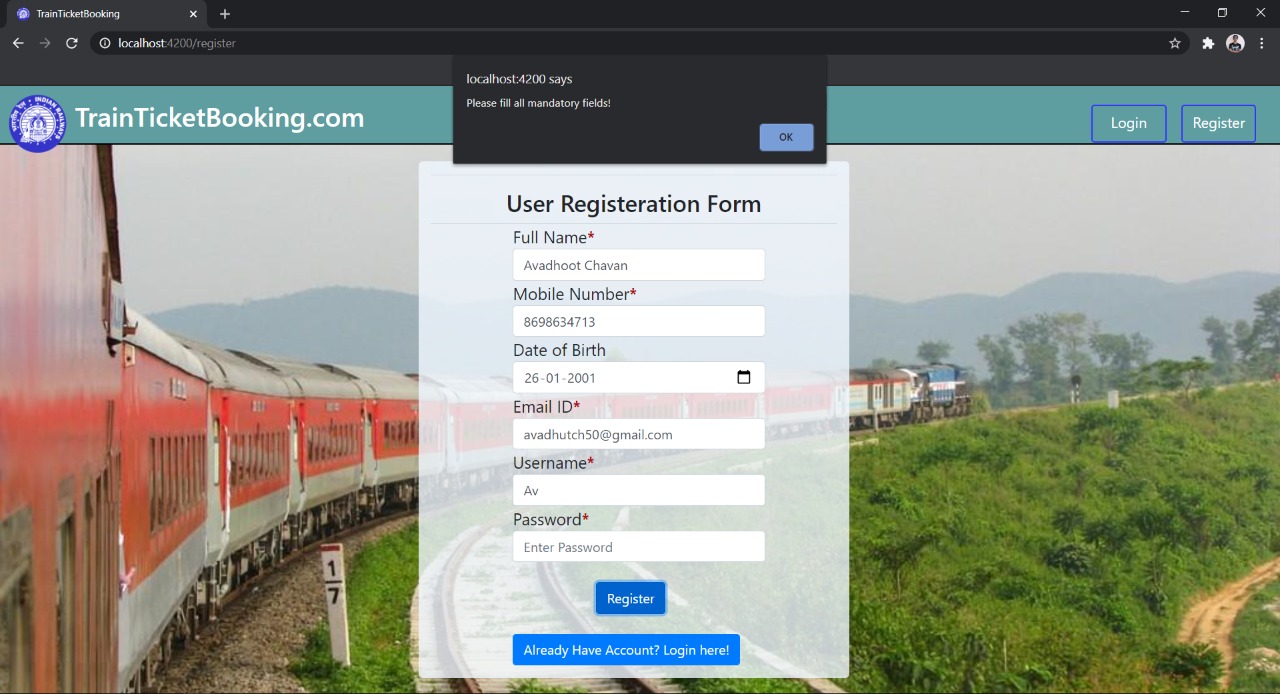 TrainTicketBooking
localhost:4200/register
localhost:4200 says
Please fill all mandatory fields!
OK
INDIAN RAILWAYS
TrainTicketBooking.com
Login
Register
User Registeration Form
Full Name*
Avadhoot Chavan
Mobile Number*
8698634713
Date of Birth
26-01-2001
Email ID*
avadhutch50@gmail.com
Username*
Av
Password*
Enter Password
Register
Already Have Account? Login here!
1
7